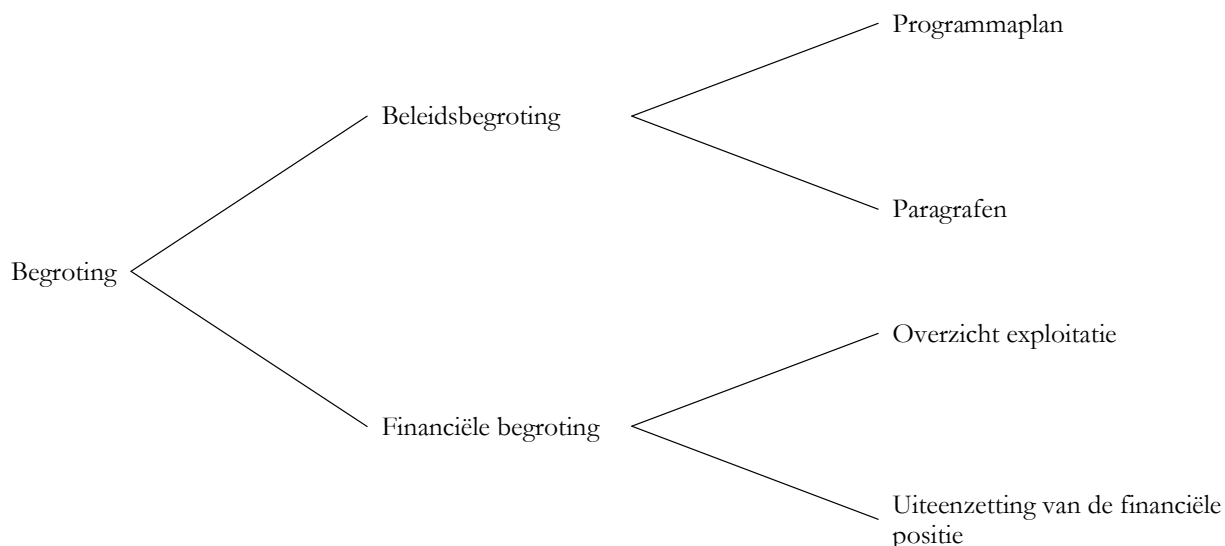 Programmaplan
Beleidsbegroting
Paragrafen
Begroting
Overzicht exploitatie
Financiële begroting
Uiteenzetting van de financiële
positie